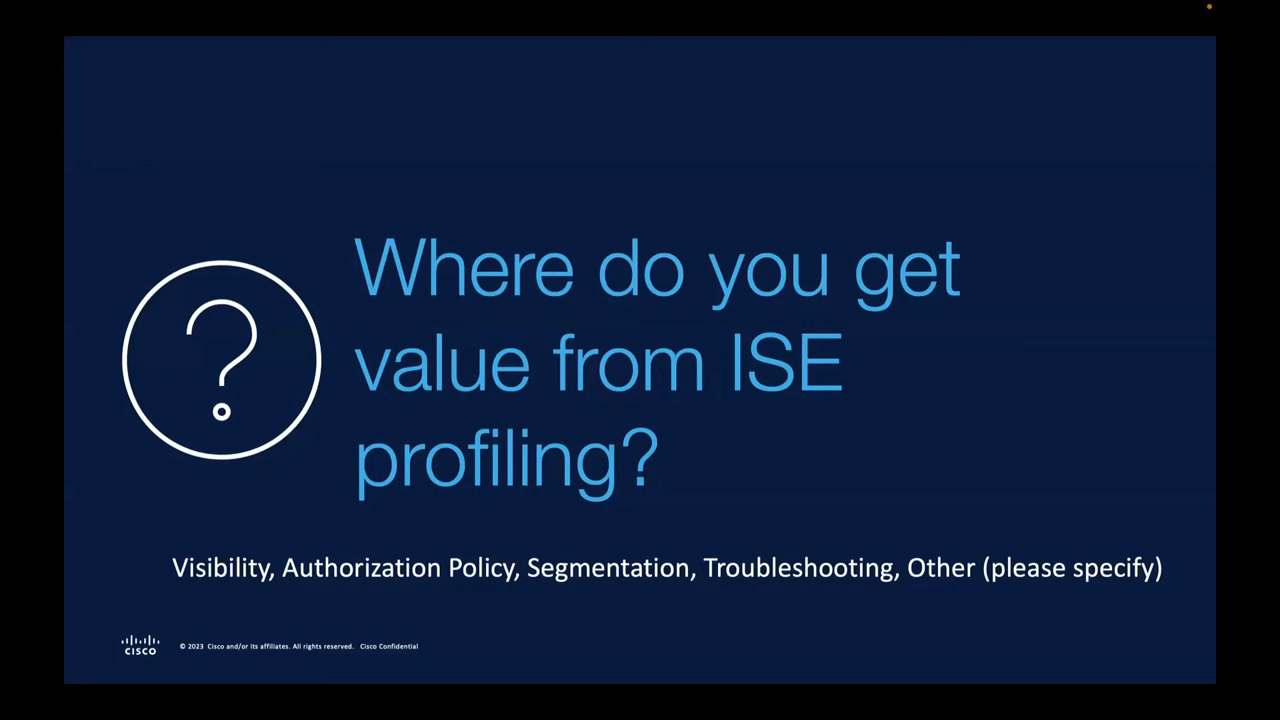 Where do you get
value from ISE
profiling?
Visibility, Authorization Policy, Segmentation, Troubleshooting, Other (please specify)
CISCO
© 2023 Cisco and/or its affiliates. All rights reserved. Cisco Confidential